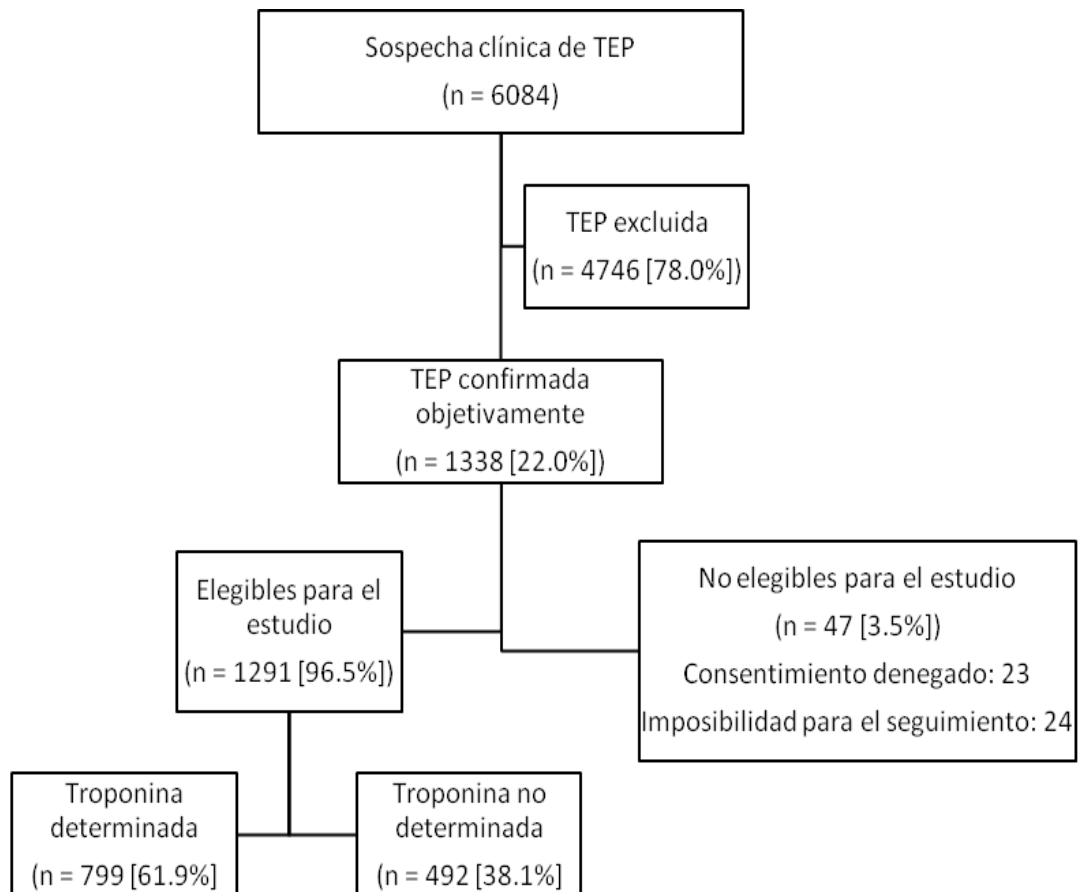 Sospecha clínica de TEP
(n = 6084)
TEP excluida
(n = 4746 [78.0%])
TEP confirmada
objetivamente
(n = 1338 [22.0%])
Elegibles para el
estudio
(n = 1291 [96.5%])
No elegibles para el estudio
(n = 47 [3.5%])
Consentimiento denegado: 23
Imposibilidad para el seguimiento: 24
Troponina
determinada
(n = 799 [61.9%]
Troponina no
determinada
(n = 492 [38.1%]